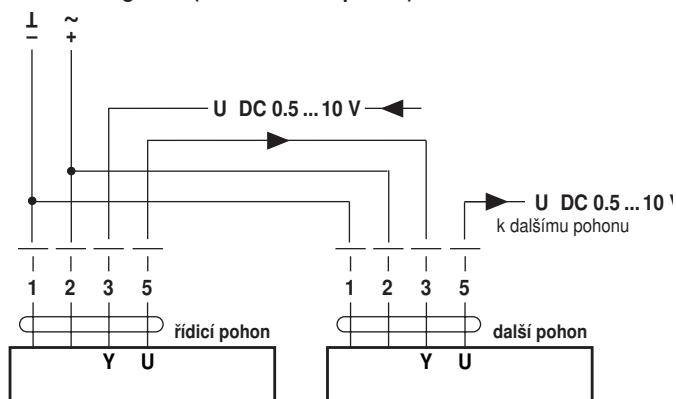 ⊥ ~
− +
U DC 0.5 ... 10 V
U DC 0.5 ... 10 V
k dalšímu pohonu
1 2 3 5
1 2 3 5
řídicí pohon
další pohon
Y U
Y U